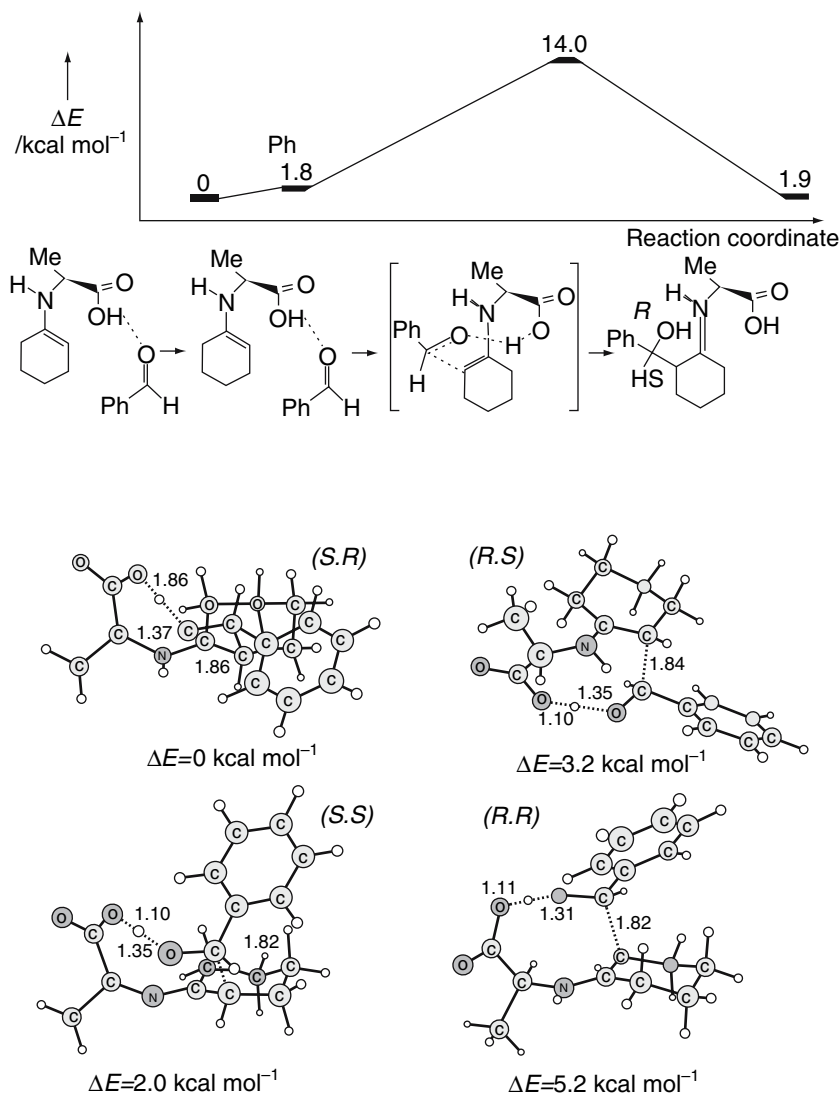 14.0
ΔE
/kcal mol⁻¹
Ph
0
1.8
1.9
Reaction coordinate
Me O
H N OH
O
Ph H
Me O
H N OH
O
Ph H
Me O
H N O
Ph O H
H
Me O
H N OH
R
Ph OH
HS
(S.R)
O O 1.86
C O O C
1.37 C C
C N C 1.86 C C C
C C C C
C C
ΔE=0 kcal mol⁻¹
(R.S)
C
C C
C C
C N C C
O C 1.84
C O 1.35 C
1.10 O C
C C C C
ΔE=3.2 kcal mol⁻¹
(S.S)
C C
C C
C C
O O 1.10
C 1.35 O C 1.82
C C C
C N C C C
C
ΔE=2.0 kcal mol⁻¹
(R.R)
C C C
C C C
1.11 O 1.31 C
O 1.82
C
O C C
C N C C C
C
ΔE=5.2 kcal mol⁻¹